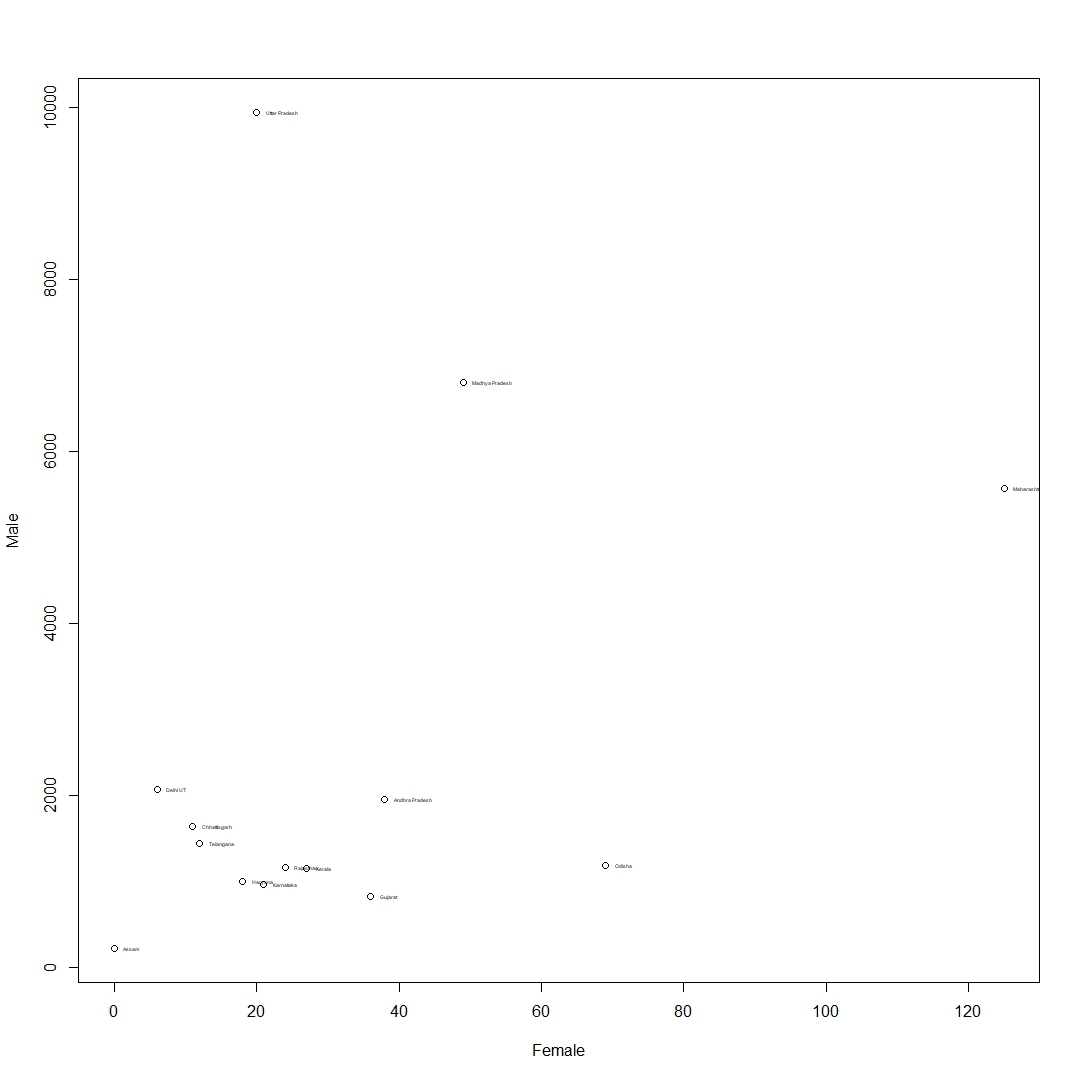 10000
8000
6000
4000
2000
0
Male
Uttar Pradesh
Madhya Pradesh
Maharasht
Delhi UT
Andhra Pradesh
Chhattisgarh
Telangana
Kerala
Odisha
Karnataka
Gujarat
Assam
0 20 40 60 80 100 120
Female